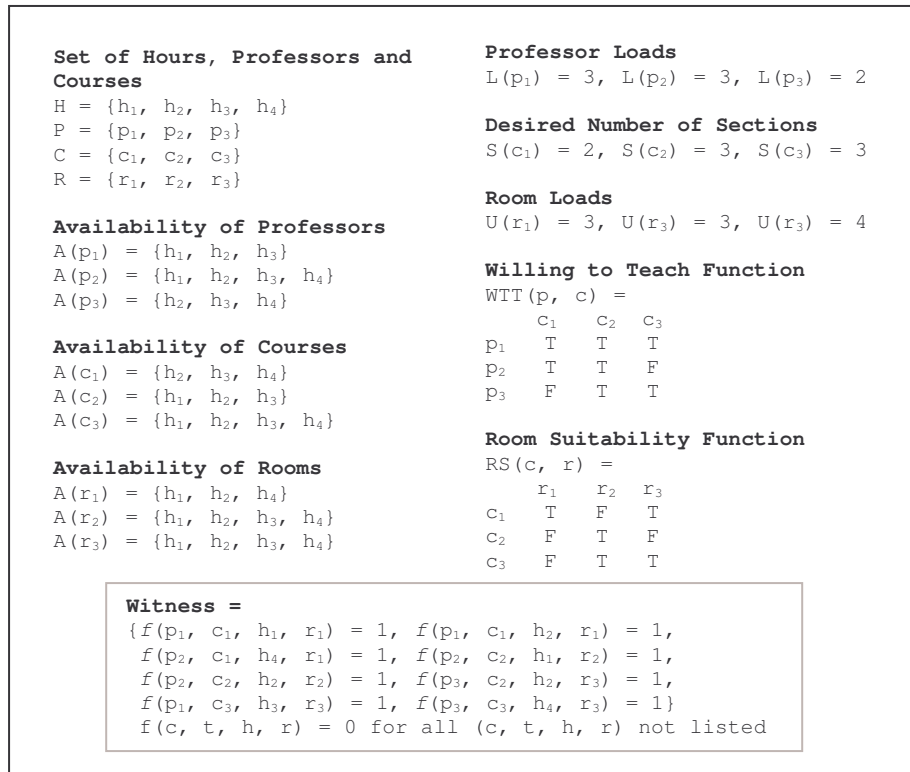 Set of Hours, Professors and
Courses
H = {h₁, h₂, h₃, h₄}
P = {p₁, p₂, p₃}
C = {c₁, c₂, c₃}
R = {r₁, r₂, r₃}
Availability of Professors
A(p₁) = {h₁, h₂, h₃}
A(p₂) = {h₁, h₂, h₃, h₄}
A(p₃) = {h₂, h₃, h₄}
Availability of Courses
A(c₁) = {h₂, h₃, h₄}
A(c₂) = {h₁, h₂, h₃}
A(c₃) = {h₁, h₂, h₃, h₄}
Availability of Rooms
A(r₁) = {h₁, h₂, h₄}
A(r₂) = {h₁, h₂, h₃, h₄}
A(r₃) = {h₁, h₂, h₃, h₄}
Professor Loads
L(p₁) = 3, L(p₂) = 3, L(p₃) = 2
Desired Number of Sections
S(c₁) = 2, S(c₂) = 3, S(c₃) = 3
Room Loads
U(r₁) = 3, U(r₃) = 3, U(r₃) = 4
Willing to Teach Function
WTT(p, c) =
c₁ c₂ c₃
p₁ T T T
p₂ T T F
p₃ F T T
Room Suitability Function
RS(c, r) =
r₁ r₂ r₃
c₁ T F T
c₂ F T F
c₃ F T T
Witness =
{f(p₁, c₁, h₁, r₁) = 1, f(p₁, c₁, h₂, r₁) = 1,
f(p₂, c₁, h₄, r₁) = 1, f(p₂, c₂, h₁, r₂) = 1,
f(p₂, c₂, h₂, r₂) = 1, f(p₃, c₂, h₂, r₃) = 1,
f(p₁, c₃, h₃, r₃) = 1, f(p₃, c₃, h₄, r₃) = 1}
f(c, t, h, r) = 0 for all (c, t, h, r) not listed